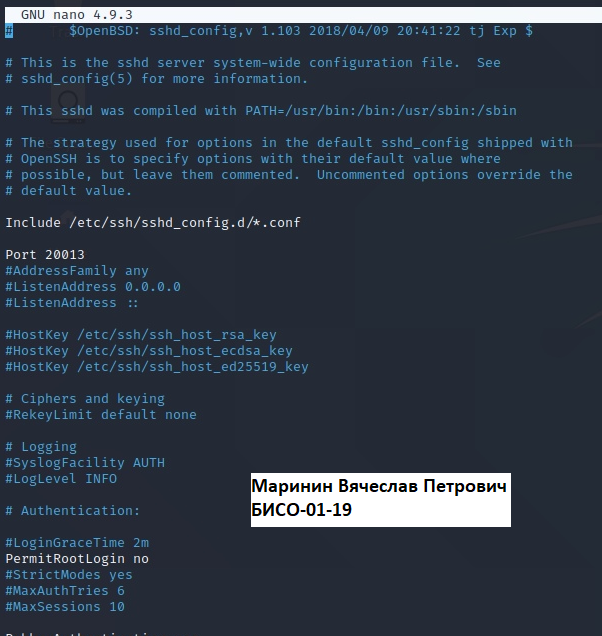 GNU nano 4.9.3
#       $OpenBSD: sshd_config,v 1.103 2018/04/09 20:41:22 tj Exp $
# This is the sshd server system-wide configuration file.  See
# sshd_config(5) for more information.
# This sshd was compiled with PATH=/usr/bin:/bin:/usr/sbin:/sbin
# The strategy used for options in the default sshd_config shipped with
# OpenSSH is to specify options with their default value where
# possible, but leave them commented.  Uncommented options override the
# default value.
Include /etc/ssh/sshd_config.d/*.conf
Port 20013
#AddressFamily any
#ListenAddress 0.0.0.0
#ListenAddress ::
#HostKey /etc/ssh/ssh_host_rsa_key
#HostKey /etc/ssh/ssh_host_ecdsa_key
#HostKey /etc/ssh/ssh_host_ed25519_key
# Ciphers and keying
#RekeyLimit default none
# Logging
#SyslogFacility AUTH
#LogLevel INFO
Маринин Вячеслав Петрович
БИСО-01-19
# Authentication:
#LoginGraceTime 2m
PermitRootLogin no
#StrictModes yes
#MaxAuthTries 6
#MaxSessions 10